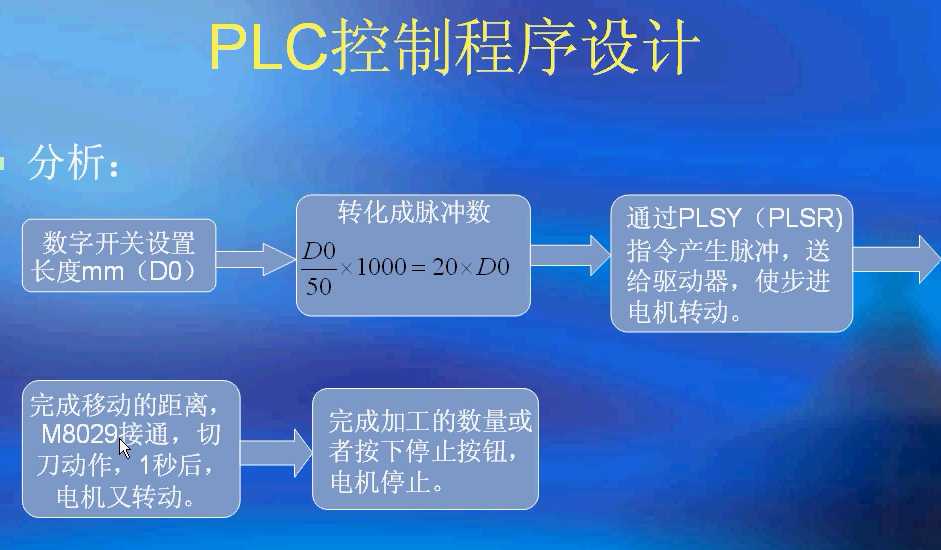 PLC控制程序设计
分析：
数字开关设置
长度mm（D0）
转化成脉冲数
D0/50×1000=20×D0
通过PLSY（PLSR)
指令产生脉冲，送
给驱动器，使步进
电机转动。
完成移动的距离，
M8029接通，切
刀动作，1秒后，
电机又转动。
完成加工的数量或
者按下停止按钮，
电机停止。